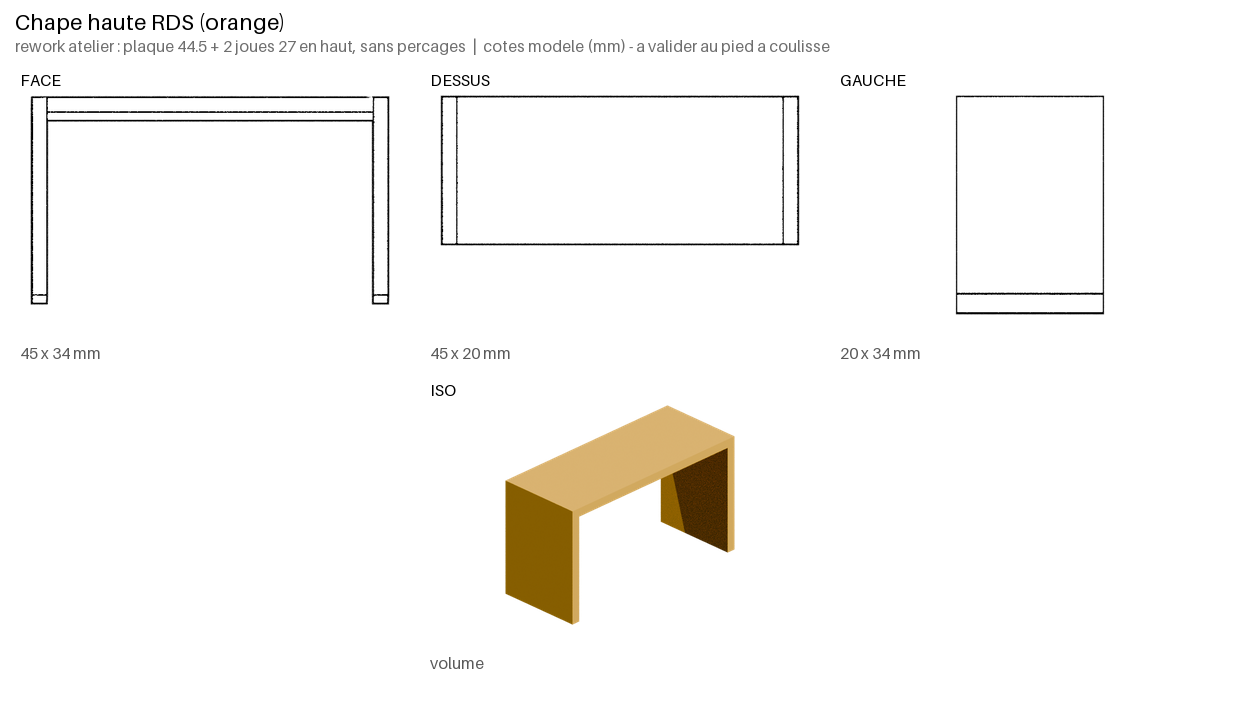 Chape haute RDS (orange)
rework atelier : plaque 44.5 + 2 joues 27 en haut, sans percages | cotes modele (mm) - a valider au pied a coulisse
FACE
DESSUS
GAUCHE
45 x 34 mm
45 x 20 mm
20 x 34 mm
ISO
volume